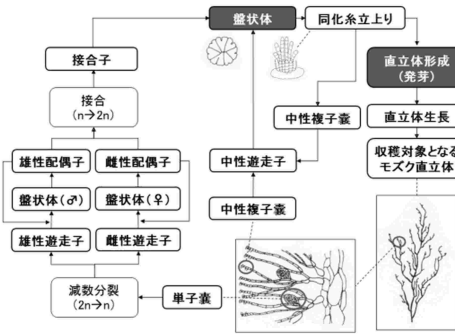 盤状体
同化糸立上り
接合子
直立体形成
(発芽)
接合
(n→2n)
中性複子嚢
直立体生長
雄性配偶子
雌性配偶子
中性遊走子
収穫対象となる
モズク直立体
盤状体(♂)
盤状体(♀)
中性複子嚢
雄性遊走子
雌性遊走子
減数分裂
(2n→n)
単子嚢